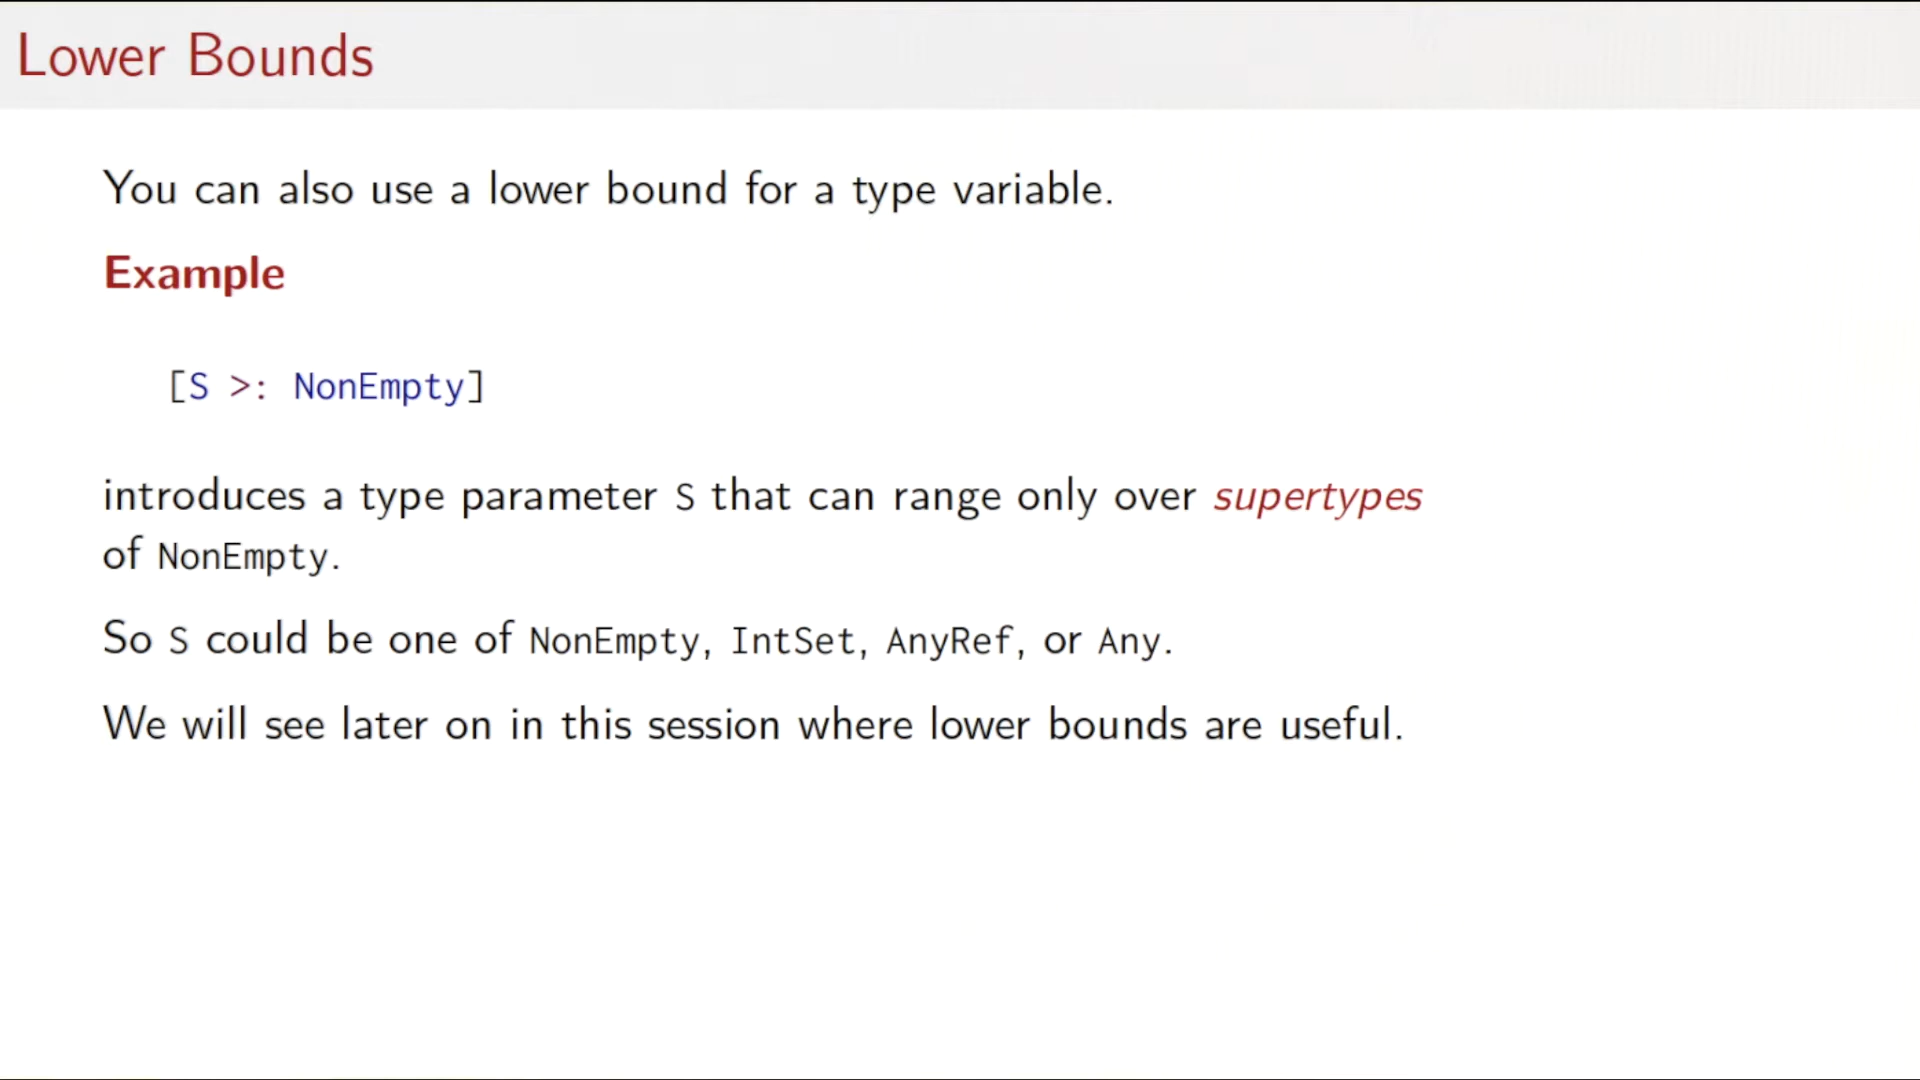 Lower Bounds
You can also use a lower bound for a type variable.
Example
[S >: NonEmpty]
introduces a type parameter S that can range only over supertypes
of NonEmpty.
So S could be one of NonEmpty, IntSet, AnyRef, or Any.
We will see later on in this session where lower bounds are useful.